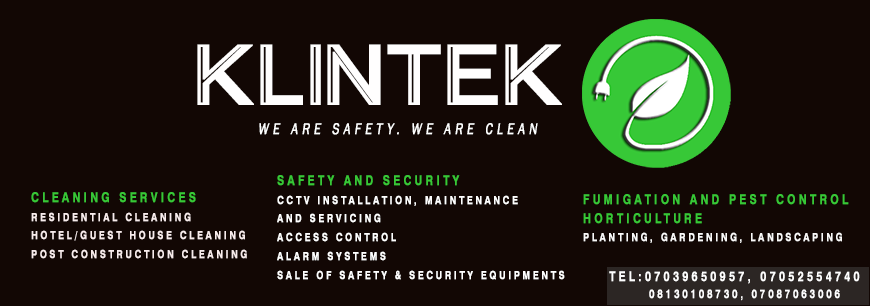 KLINTEK
WE ARE SAFETY. WE ARE CLEAN
CLEANING SERVICES
RESIDENTIAL CLEANING
HOTEL/GUEST HOUSE CLEANING
POST CONSTRUCTION CLEANING
SAFETY AND SECURITY
CCTV INSTALLATION, MAINTENANCE
AND SERVICING
ACCESS CONTROL
ALARM SYSTEMS
SALE OF SAFETY & SECURITY EQUIPMENTS
FUMIGATION AND PEST CONTROL
HORTICULTURE
PLANTING, GARDENING, LANDSCAPING
TEL:07039650957, 07052554740
08130108730, 07087063006